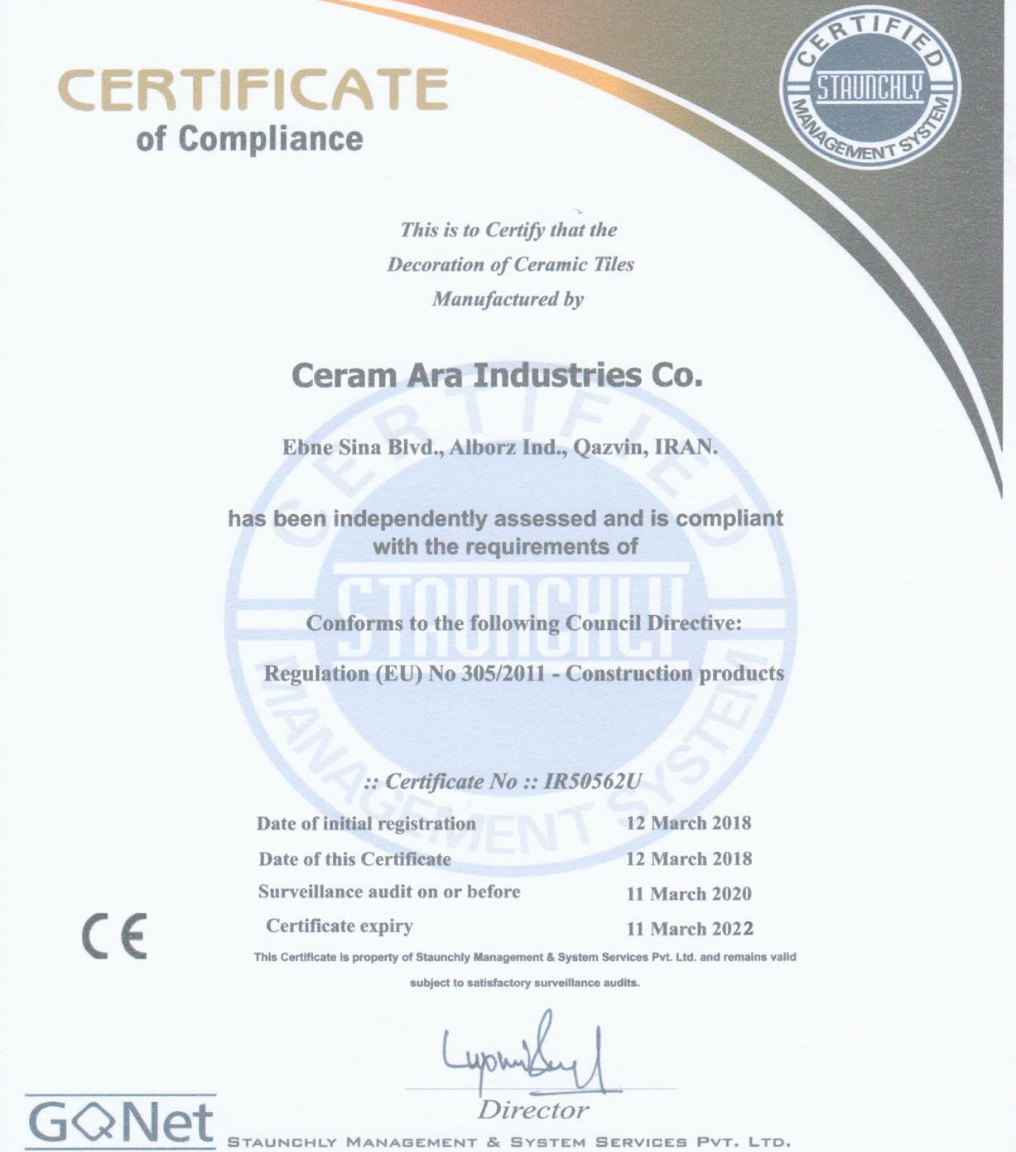 CERTIFICATE
of Compliance
CERTIFIED
STAUNCHLY
MANAGEMENT SYSTEM
This is to Certify that the
Decoration of Ceramic Tiles
Manufactured by
Ceram Ara Industries Co.
Ebne Sina Blvd., Alborz Ind., Qazvin, IRAN.
has been independently assessed and is compliant
with the requirements of
CERTIFIED
STAUNCHLY
MANAGEMENT SYSTEM
Conforms to the following Council Directive:
Regulation (EU) No 305/2011 - Construction products
:: Certificate No :: IR50562U
Date of initial registration 12 March 2018
Date of this Certificate 12 March 2018
Surveillance audit on or before 11 March 2020
Certificate expiry 11 March 2022
CE
This Certificate is property of Staunchly Management & System Services Pvt. Ltd. and remains valid
subject to satisfactory surveillance audits.
Director
GQNet
STAUNCHLY MANAGEMENT & SYSTEM SERVICES PVT. LTD.